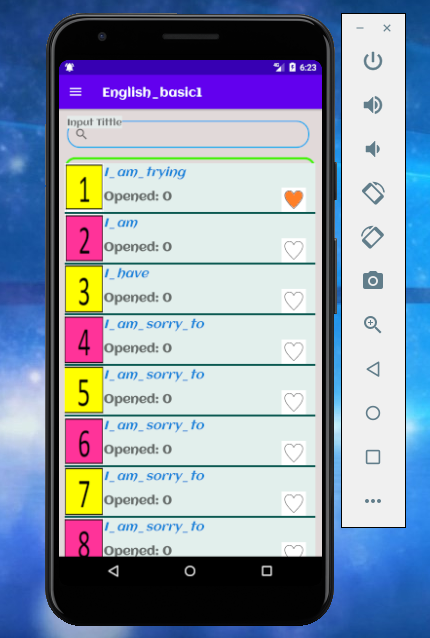 6:23
English_basic1
Input Tittle
1
I_am_trying
Opened: 0
2
I_am
Opened: 0
3
I_have
Opened: 0
4
I_am_sorry_to
Opened: 0
5
I_am_sorry_to
Opened: 0
6
I_am_sorry_to
Opened: 0
7
I_am_sorry_to
Opened: 0
8
I_am_sorry_to
Opened: 0